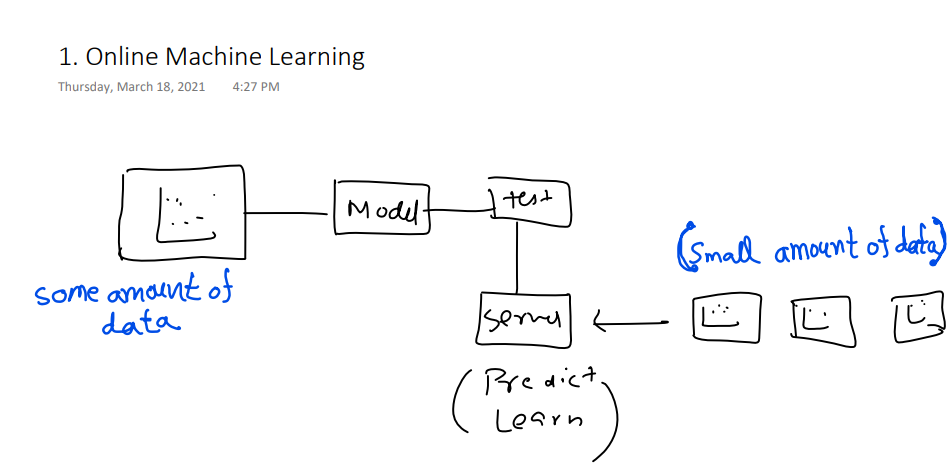 1. Online Machine Learning
Thursday, March 18, 2021 4:27 PM
Model
test
(small amount of data)
some amount of
data
Server
(Predict
Learn)